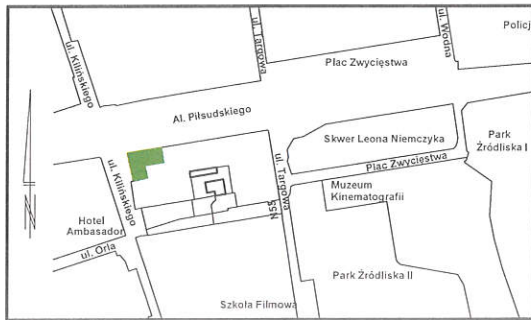 ul. Kilińskiego
ul. Targowa
ul. Wodna
Policj
Plac Zwycięstwa
Al. Piłsudskiego
Skwer Leona Niemczyka
Park
Źródliska I
Plac Zwycięstwa
ul. Kilińskiego
ul. Targowa
Muzeum
Kinematografii
NSS
Hotel
Ambasador
ul. Orla
Park Źródliska II
Szkoła Filmowa
N